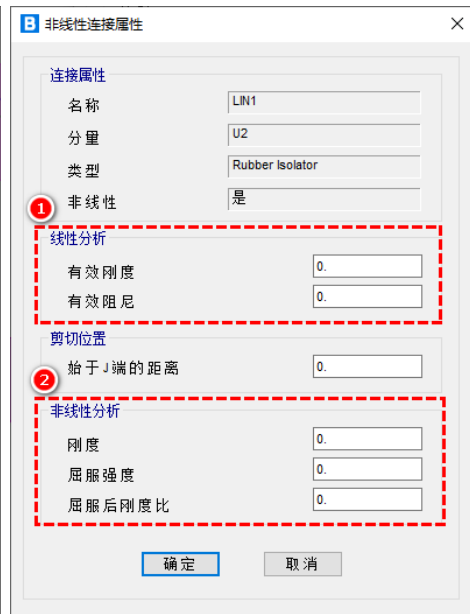 B 非线性连接属性
连接属性
名称 LIN1
分量 U2
类型 Rubber Isolator
非线性 是
1
线性分析
有效刚度 0.
有效阻尼 0.
剪切位置
始于J端的距离 0.
2
非线性分析
刚度 0.
屈服强度 0.
屈服后刚度比 0.
确定 取消